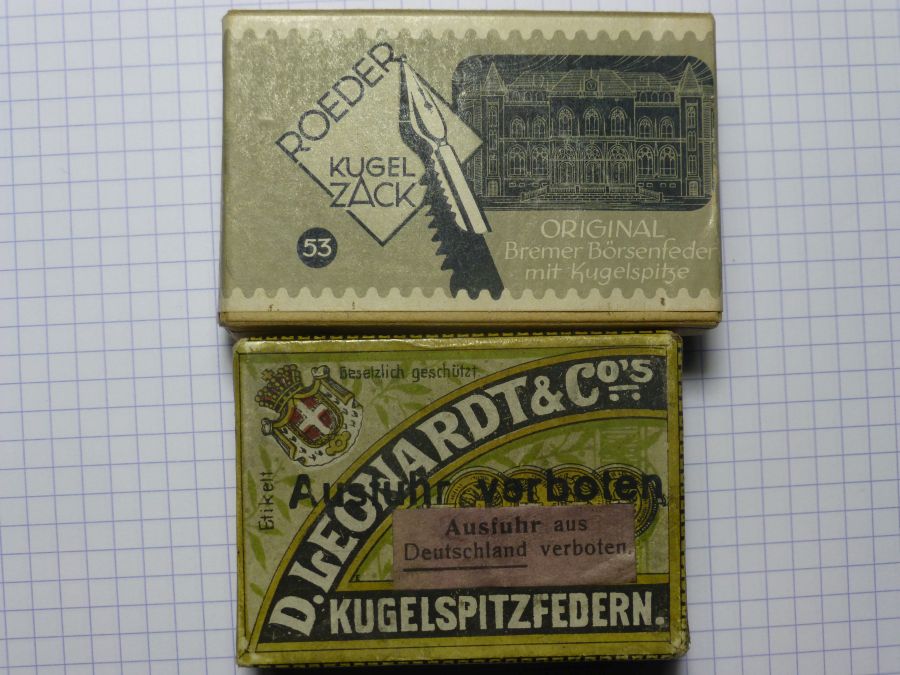 ROEDER
KUGEL
ZACK
53
ORIGINAL
Bremer Börsenfeder
mit Kugelspitze
Gesetzlich geschützt
Etikett
D. LEONARDT & Co's
Ausfuhr verboten
Ausfuhr aus
Deutschland verboten.
KUGELSPITZFEDERN.